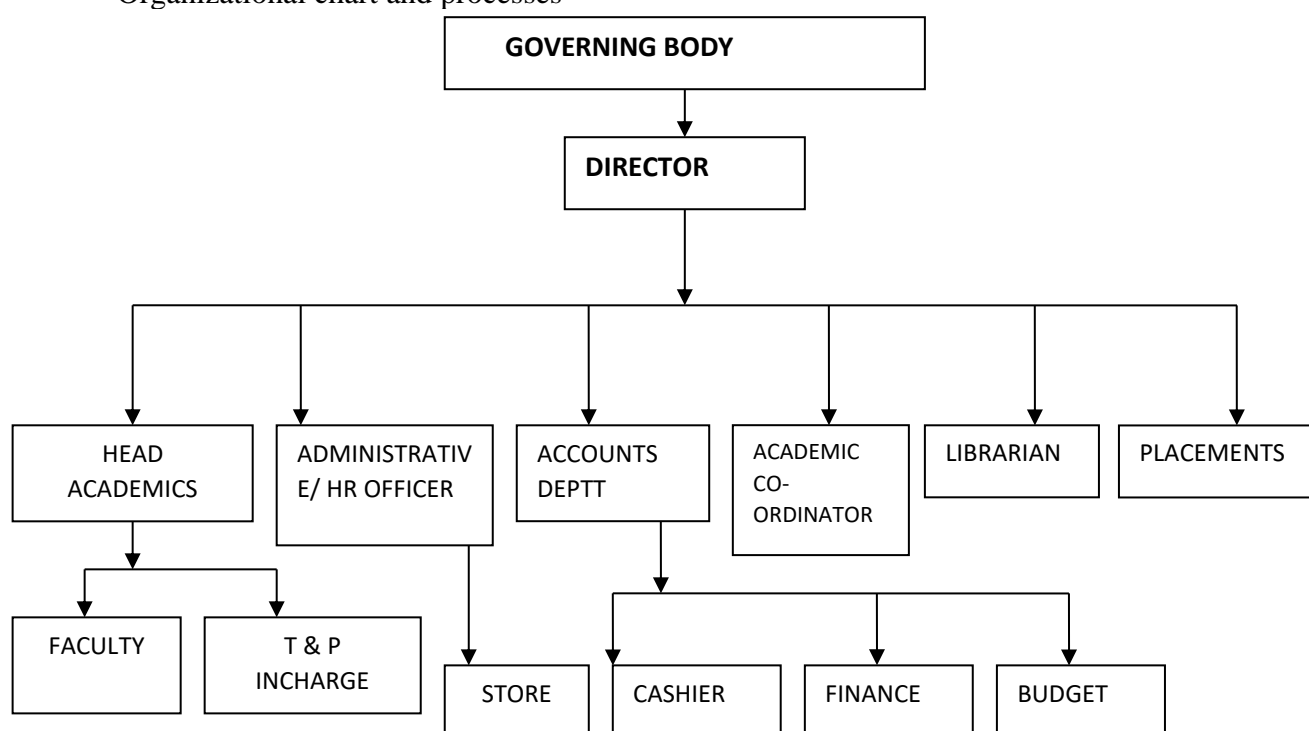 Organizational chart and processes
GOVERNING BODY
DIRECTOR
HEAD
ACADEMICS
ADMINISTRATIV
E/ HR OFFICER
ACCOUNTS
DEPTT
ACADEMIC
CO-
ORDINATOR
LIBRARIAN
PLACEMENTS
FACULTY
T & P
INCHARGE
STORE
CASHIER
FINANCE
BUDGET